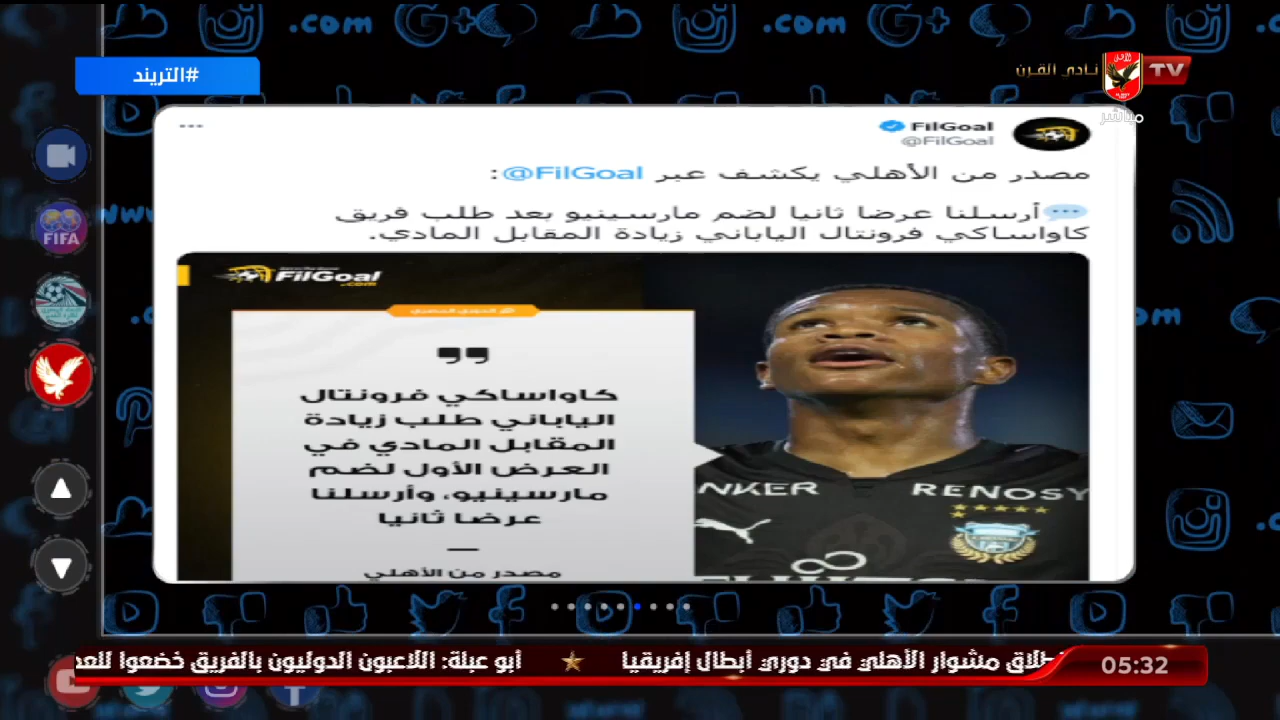 #التريند
نادي القرن
TV
مباشر
FilGoal
@FilGoal
مصدر من الأهلي يكشف عبر @FilGoal:
أرسلنا عرضا ثانيا لضم مارسينيو بعد طلب فريق
كاواساكي فرونتال الياباني زيادة المقابل المادي.
FilGoal
.com
كاواساكي فرونتال
الياباني طلب زيادة
المقابل المادي في
العرض الأول لضم
مارسينيو، وأرسلنا
عرضا ثانيا
مصدر من الأهلي
NKER
RENOSY
FIFA
طلاق مشوار الأهلي في دوري أبطال إفريقيا
أبو عبلة: اللاعبون الدوليون بالفريق خضعوا للعد
05:32